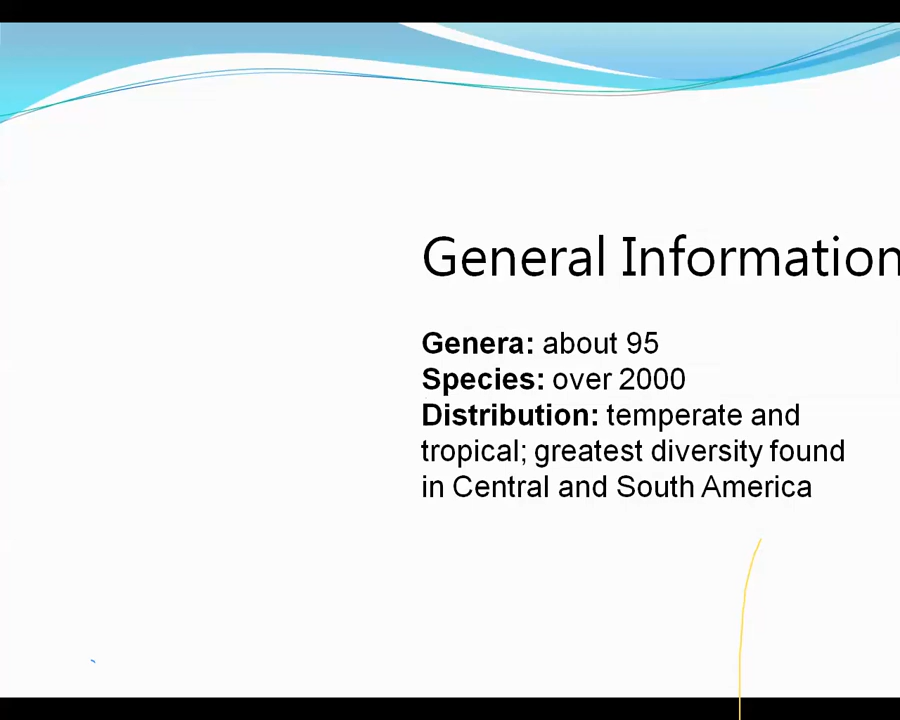 General Information
Genera: about 95
Species: over 2000
Distribution: temperate and
tropical; greatest diversity found
in Central and South America